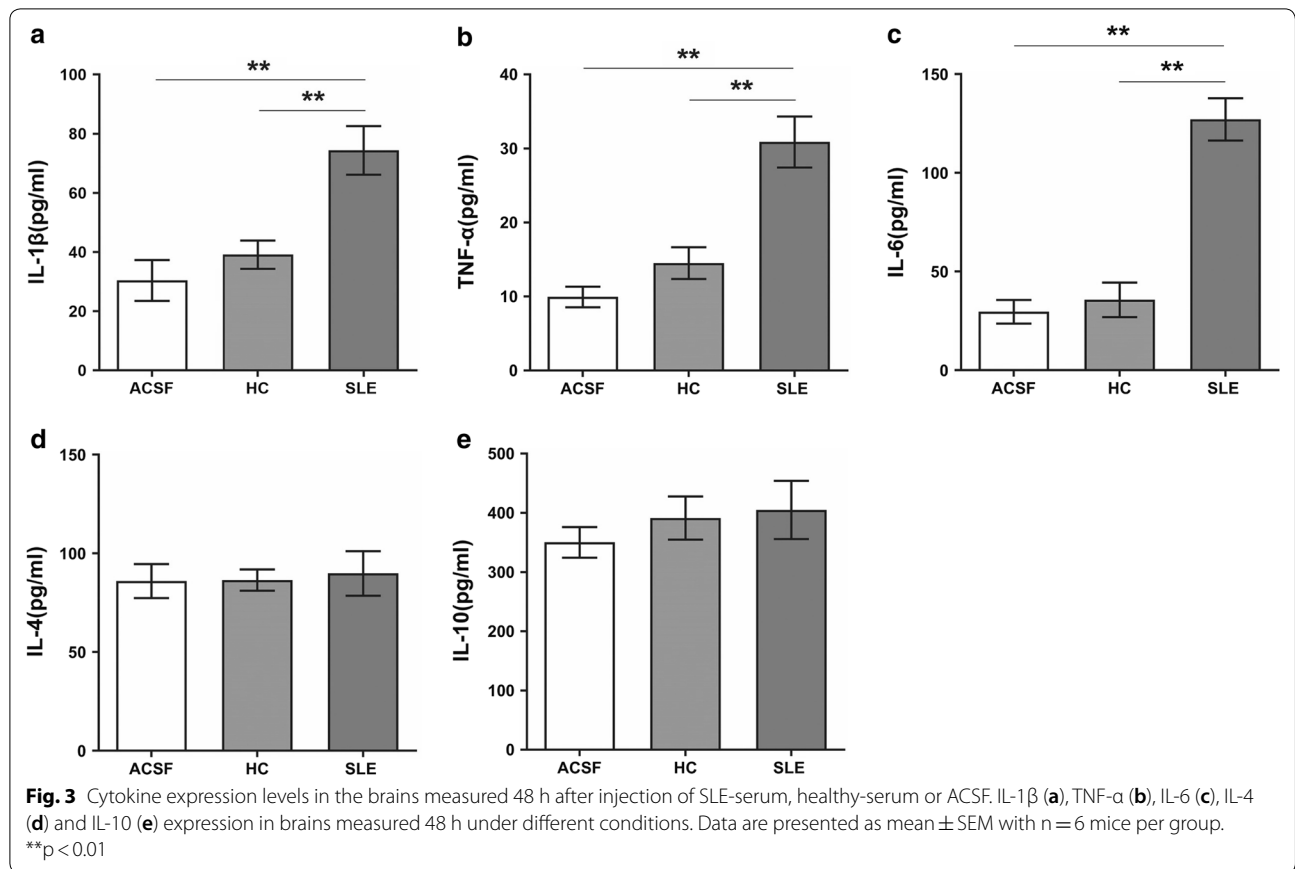 a
**
**
100
80
60
40
20
0
IL-1β(pg/ml)
ACSF HC SLE
b
**
**
40
30
20
10
0
TNF-α(pg/ml)
ACSF HC SLE
c
**
**
150
100
50
0
IL-6(pg/ml)
ACSF HC SLE
d
150
100
50
0
IL-4(pg/ml)
ACSF HC SLE
e
500
400
300
200
100
0
IL-10(pg/ml)
ACSF HC SLE
Fig. 3 Cytokine expression levels in the brains measured 48 h after injection of SLE-serum, healthy-serum or ACSF. IL-1β (a), TNF-α (b), IL-6 (c), IL-4
(d) and IL-10 (e) expression in brains measured 48 h under different conditions. Data are presented as mean ± SEM with n = 6 mice per group.
**p < 0.01